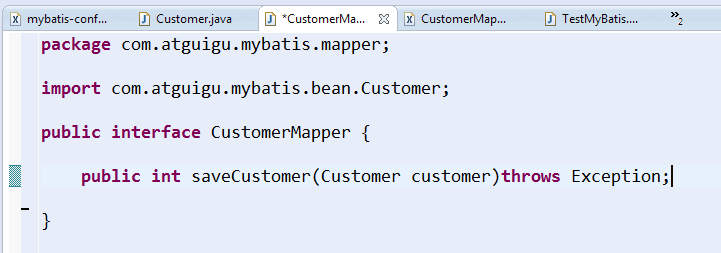 mybatis-conf... Customer.java *CustomerMa... CustomerMap... TestMyBatis.... »2
package com.atguigu.mybatis.mapper;
import com.atguigu.mybatis.bean.Customer;
public interface CustomerMapper {
public int saveCustomer(Customer customer)throws Exception;
}